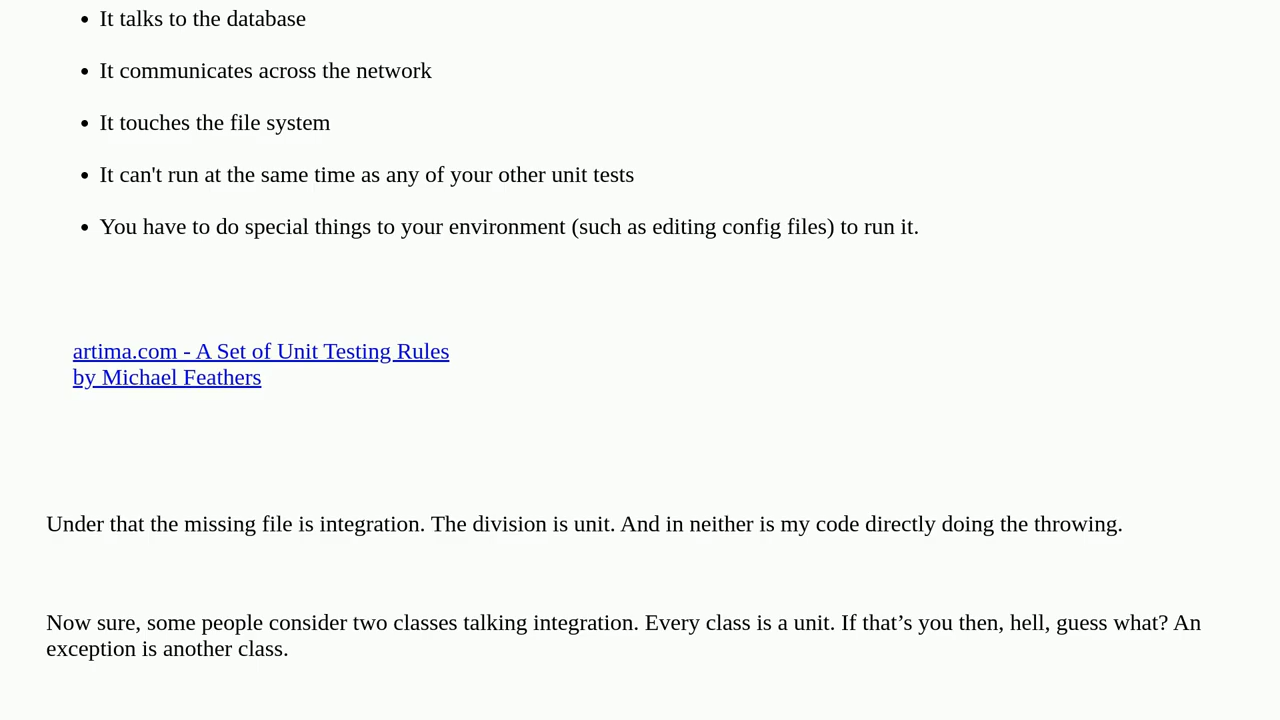 • It talks to the database
• It communicates across the network
• It touches the file system
• It can't run at the same time as any of your other unit tests
• You have to do special things to your environment (such as editing config files) to run it.
artima.com - A Set of Unit Testing Rules
by Michael Feathers
Under that the missing file is integration. The division is unit. And in neither is my code directly doing the throwing.
Now sure, some people consider two classes talking integration. Every class is a unit. If that’s you then, hell, guess what? An
exception is another class.